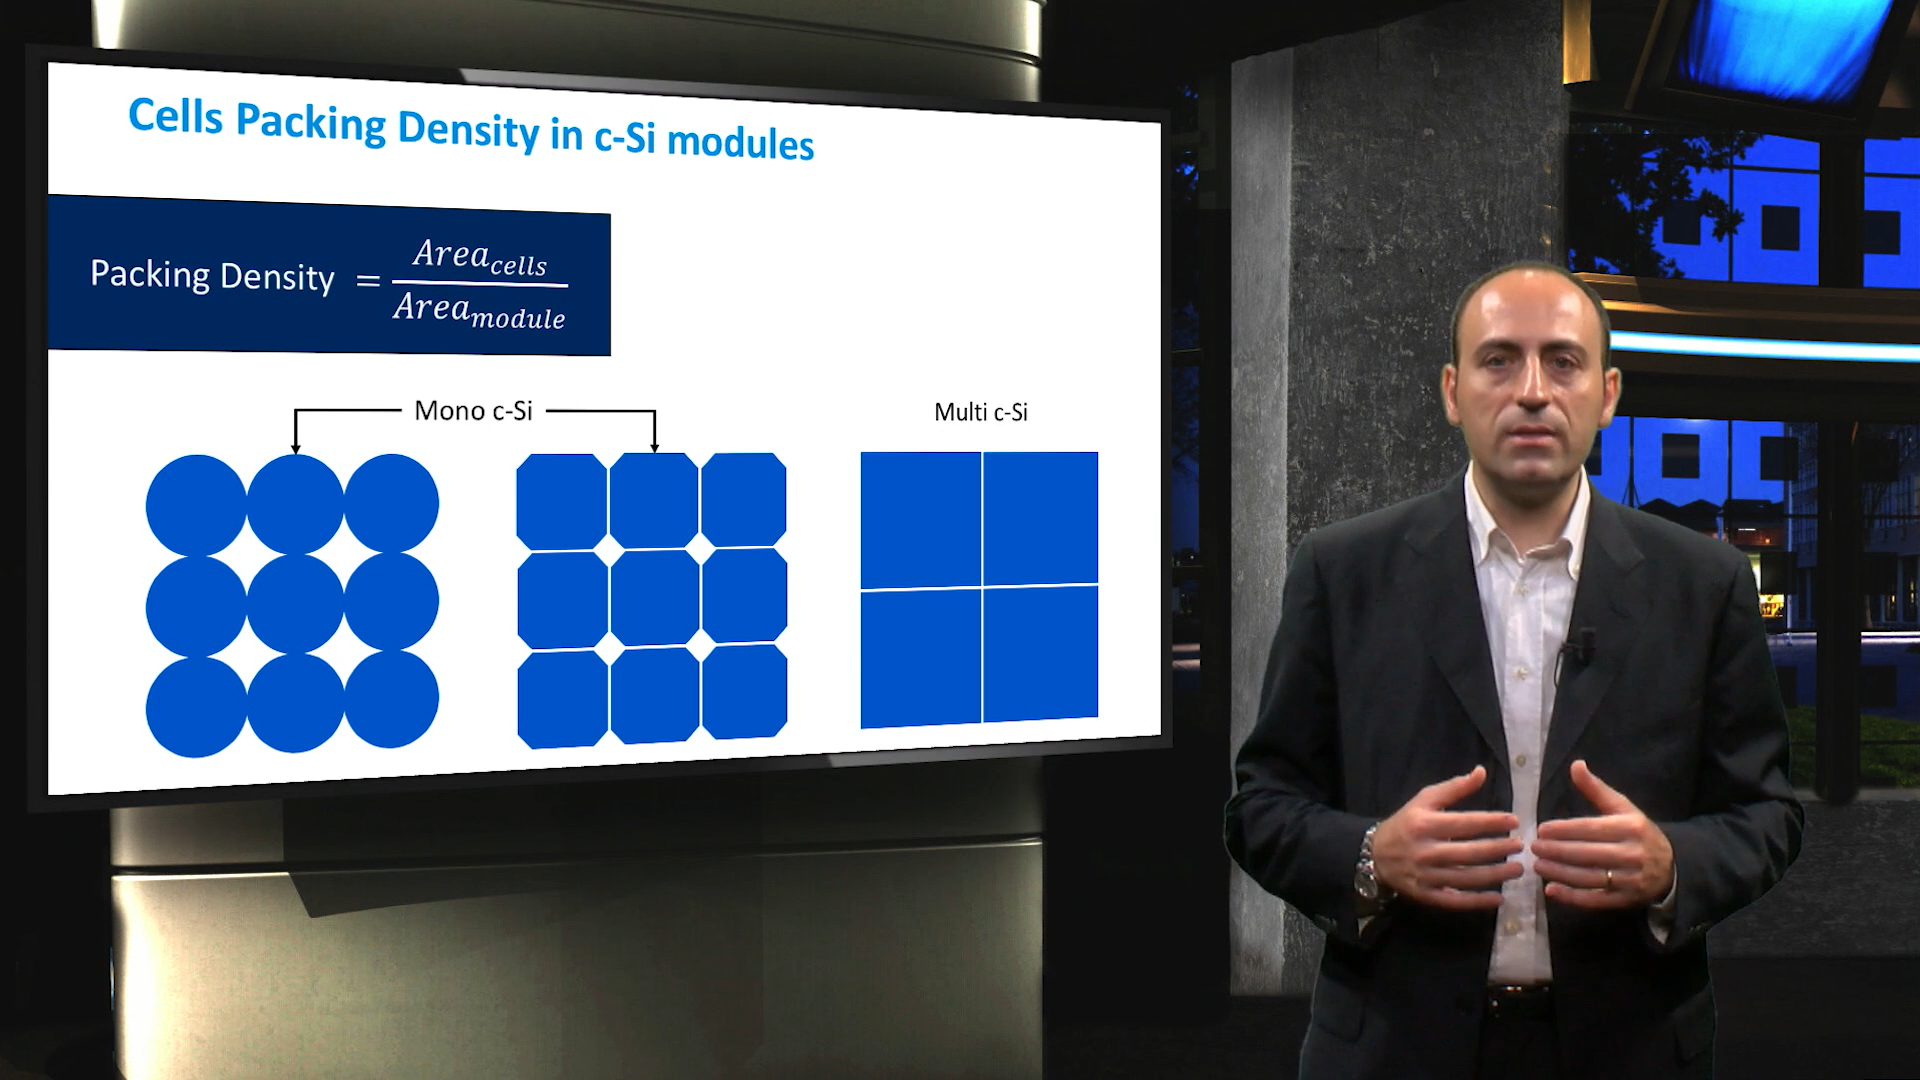 Cells Packing Density in c-Si modules
Packing Density = Area_cells / Area_module
Mono c-Si
Multi c-Si